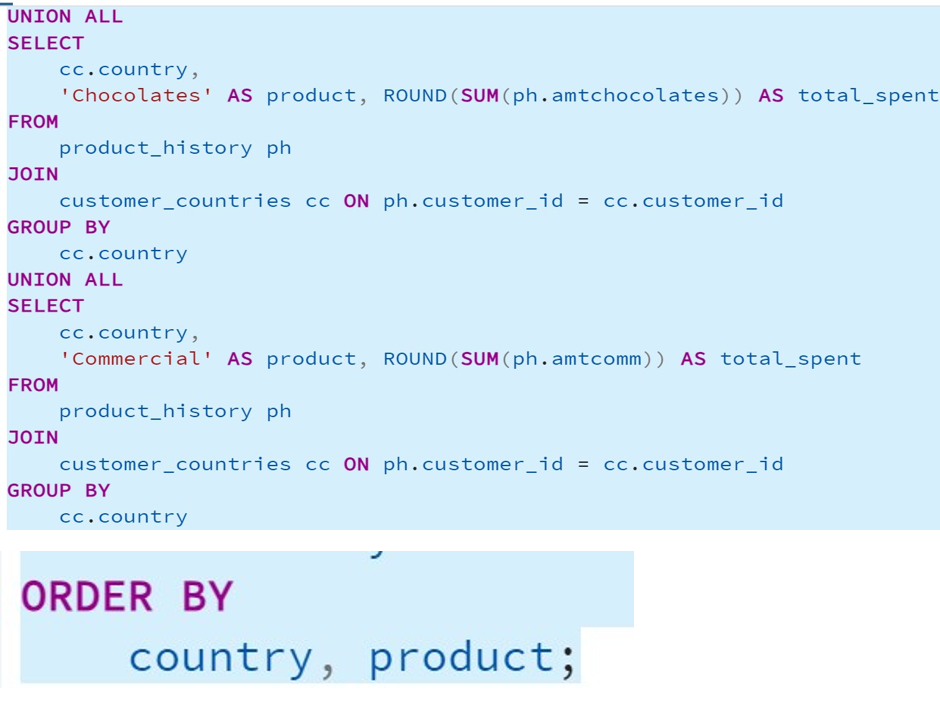 UNION ALL
SELECT
    cc.country,
    'Chocolates' AS product, ROUND(SUM(ph.amtchocolates)) AS total_spent
FROM
    product_history ph
JOIN
    customer_countries cc ON ph.customer_id = cc.customer_id
GROUP BY
    cc.country
UNION ALL
SELECT
    cc.country,
    'Commercial' AS product, ROUND(SUM(ph.amtcomm)) AS total_spent
FROM
    product_history ph
JOIN
    customer_countries cc ON ph.customer_id = cc.customer_id
GROUP BY
    cc.country
ORDER BY
    country, product;